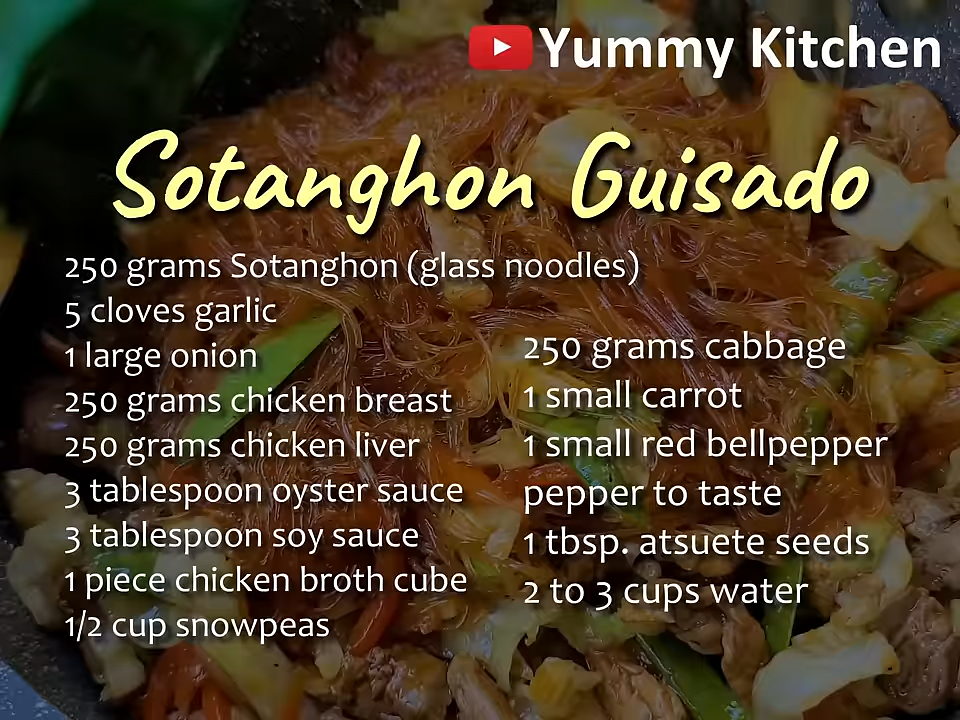 Yummy Kitchen
Sotanghon Guisado
250 grams Sotanghon (glass noodles)
5 cloves garlic
1 large onion
250 grams chicken breast
250 grams chicken liver
3 tablespoon oyster sauce
3 tablespoon soy sauce
1 piece chicken broth cube
1/2 cup snowpeas
250 grams cabbage
1 small carrot
1 small red bellpepper
pepper to taste
1 tbsp. atsuete seeds
2 to 3 cups water